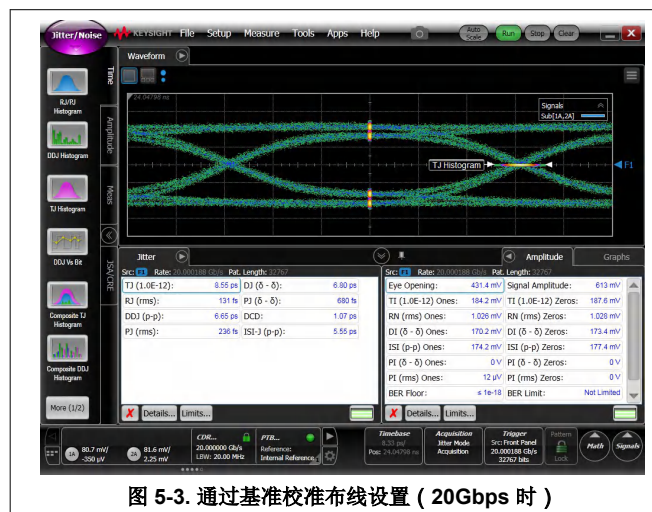 Jitter/Noise
KEYSIGHT File Setup Measure Tools Apps Help
Auto Scale
Run
Stop
Clear
Waveform
Time
Amplitude
Meas
JSA/CRE
RJ/PJ Histogram
DDJ Histogram
TJ Histogram
DDJ Vs Bit
Composite TJ Histogram
Composite DDJ Histogram
More (1/2)
24.04798 ns
Signals
Sub[1A,2A]
TJ Histogram
F1
Jitter
Src: F1 Rate: 20.000188 Gb/s Pat. Length: 32767
TJ (1.0E-12): 8.55 ps DJ (δ - δ): 6.80 ps
RJ (rms): 131 fs PJ (δ - δ): 680 fs
DDJ (p-p): 6.65 ps DCD: 1.07 ps
PJ (rms): 236 fs ISI-J (p-p): 5.55 ps
Details... Limits...
Amplitude
Graphs
Src: F1 Rate: 20.000188 Gb/s Pat. Length: 32767
Eye Opening: 431.4 mV Signal Amplitude: 613 mV
TI (1.0E-12) Ones: 184.2 mV TI (1.0E-12) Zeros: 187.6 mV
RN (rms) Ones: 1.026 mV RN (rms) Zeros: 1.028 mV
DI (δ - δ) Ones: 170.2 mV DI (δ - δ) Zeros: 173.4 mV
ISI (p-p) Ones: 174.2 mV ISI (p-p) Zeros: 177.4 mV
PI (δ - δ) Ones: 0 V PI (δ - δ) Zeros: 0 V
PI (rms) Ones: 12 µV PI (rms) Zeros: 0 V
BER Floor: ≤ 1e-18 BER Limit: Not Limited
Details... Limits...
1A 80.7 mV/
-350 µV
2A 81.6 mV/
2.25 mV
CDR...
20.000000 Gb/s
LBW: 20.00 MHz
PTB...
Reference:
Internal Reference
Timebase
8.33 ps/
Pos: 24.04798 ns
Acquisition
Jitter Mode
Acquisition
Trigger
Src: Front Panel
20.000188 Gb/s
32767 bits
Pattern
Lock
Math
Signals
图 5-3. 通过基准校准布线设置（20Gbps 时）